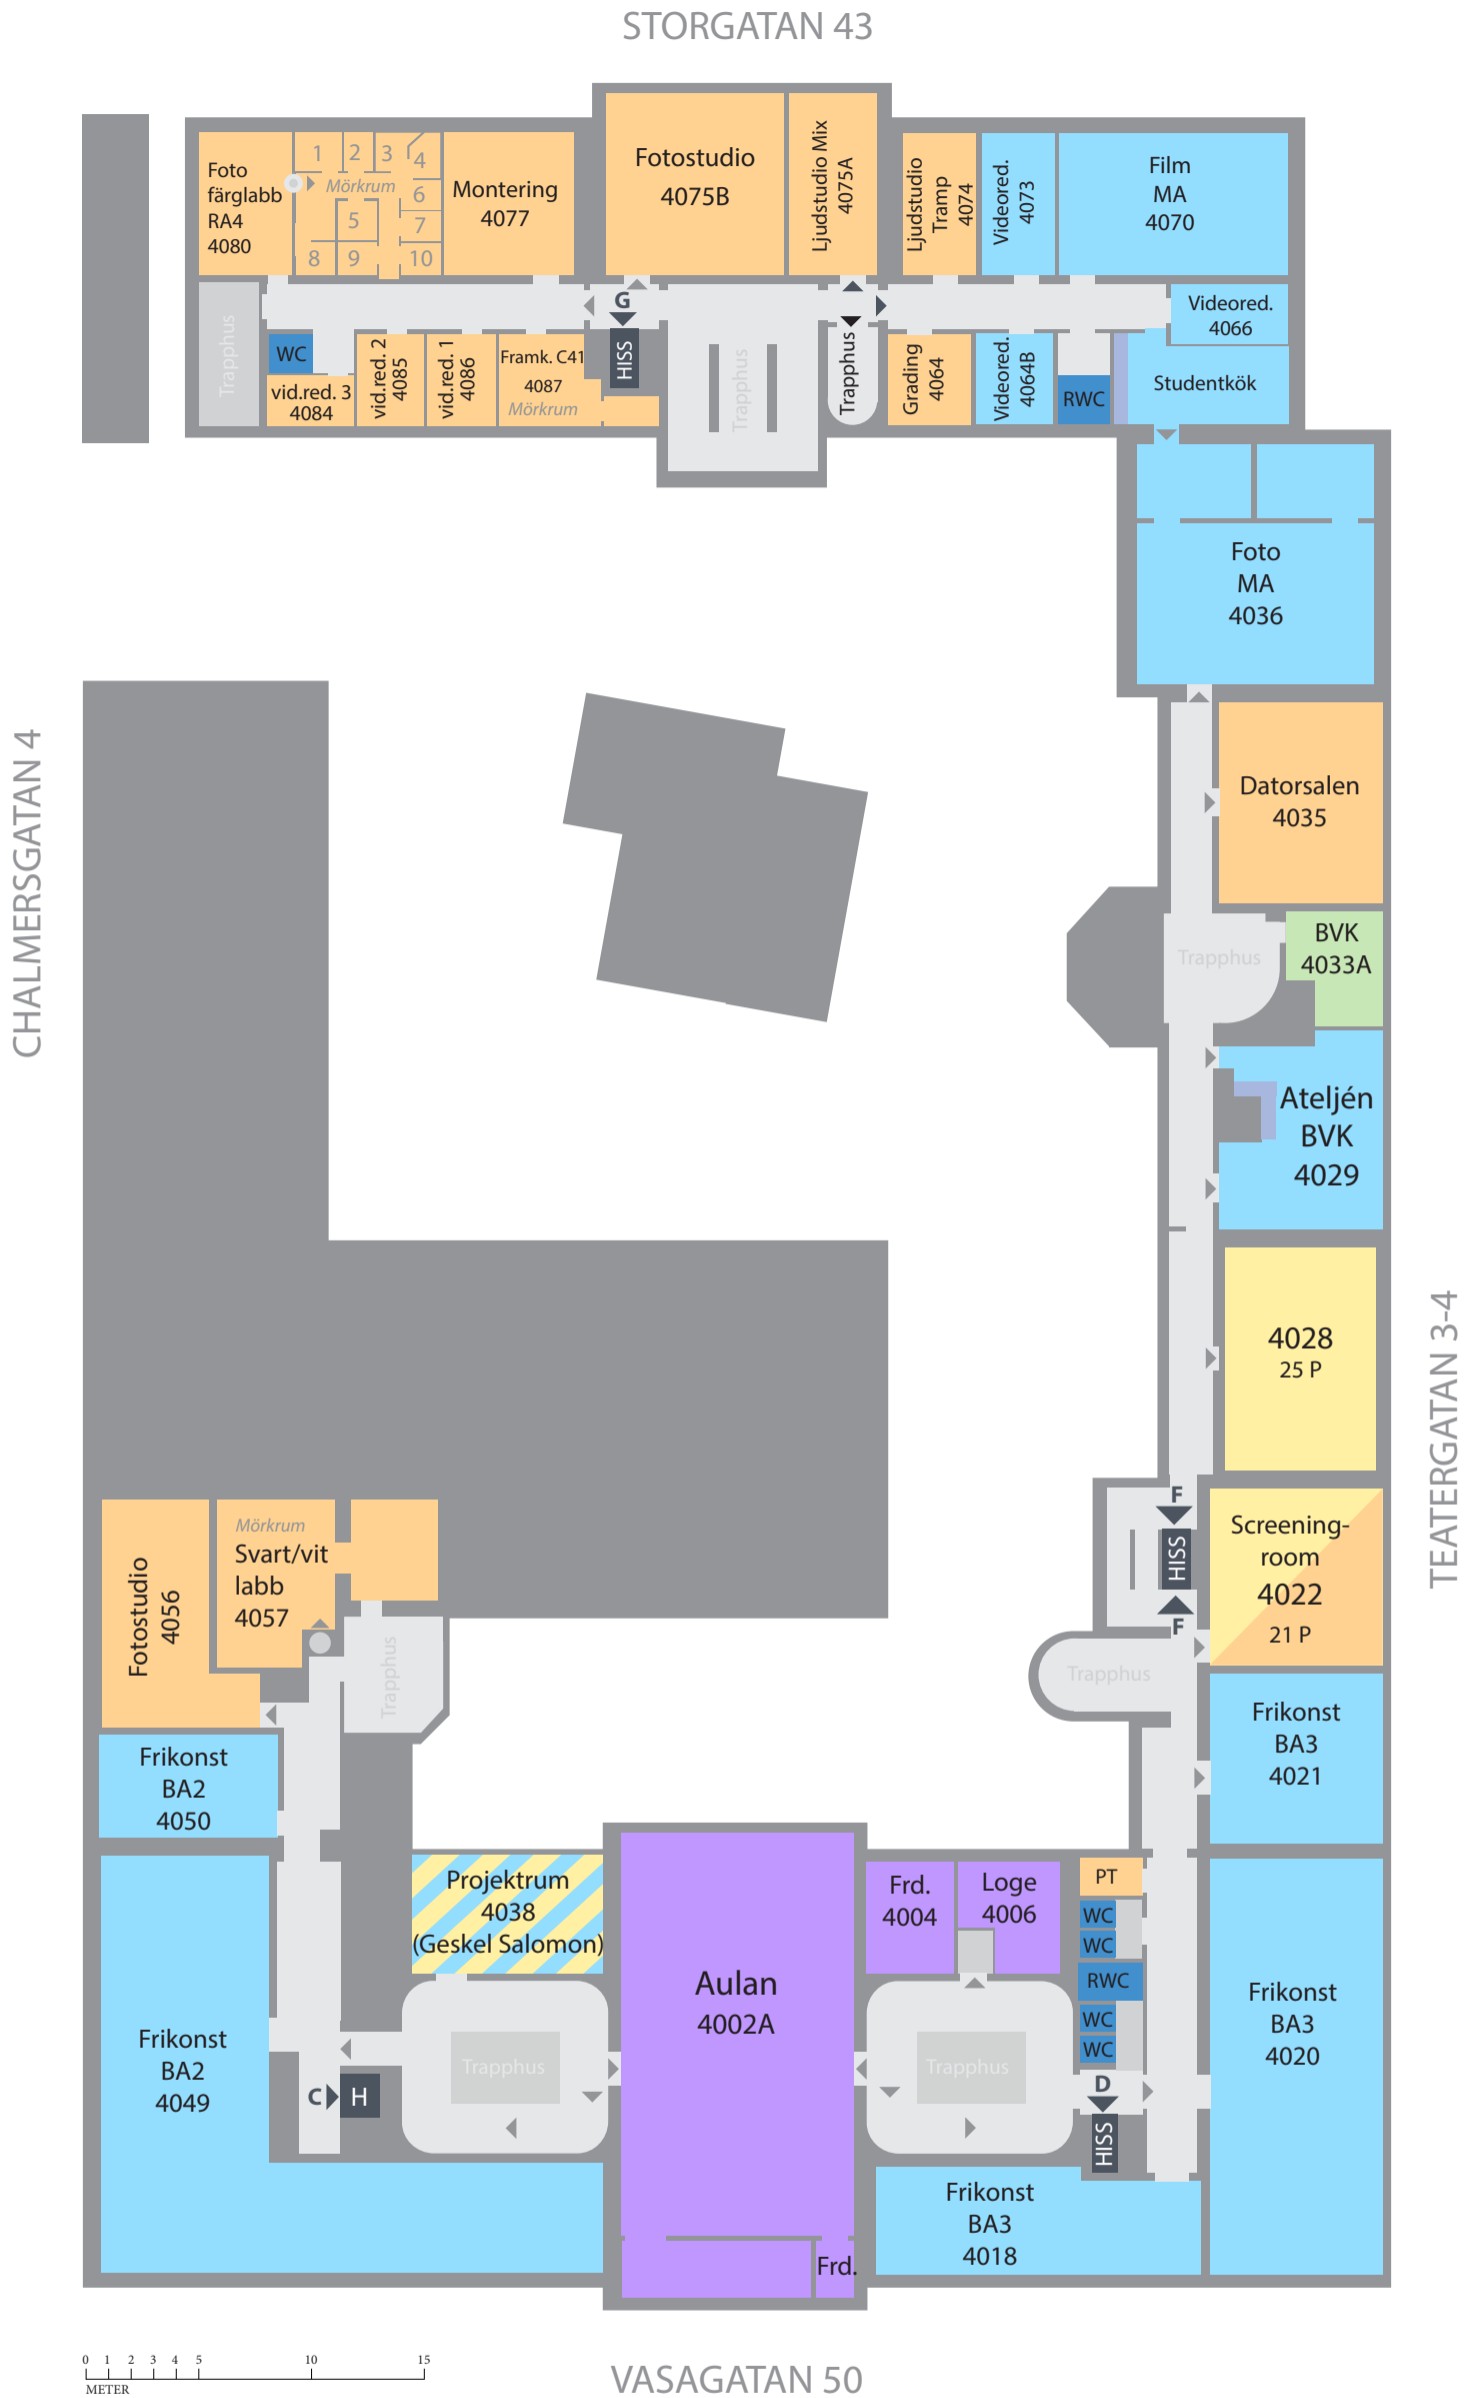 STORGATAN 43
Foto
färglabb
RA4
4080
1
2
3
4
Mörkrum
5
6
7
8
9
10
Montering
4077
Fotostudio
4075B
Ljudstudio Mix
4075A
Ljudstudio
Tramp
4074
Videored.
4073
Film
MA
4070
Trapphus
WC
vid.red. 3
4084
vid.red. 2
4085
vid.red. 1
4086
Framk. C41
4087
Mörkrum
G
HISS
Trapphus
Trapphus
Grading
4064
Videored.
4064B
RWC
Videored.
4066
Studentkök
Foto
MA
4036
CHALMERSGATAN 4
Datorsalen
4035
Trapphus
BVK
4033A
Ateljén
BVK
4029
4028
25 P
TEATERGATAN 3-4
F
HISS
F
Screening-
room
4022
21 P
Trapphus
Fotostudio
4056
Mörkrum
Svart/vit
labb
4057
Trapphus
Frikonst
BA3
4021
Frikonst
BA2
4050
Projektrum
4038
(Geskel Salomon)
Aulan
4002A
Frd.
4004
Loge
4006
PT
WC
WC
RWC
WC
WC
Frikonst
BA3
4020
Frikonst
BA2
4049
C
H
Trapphus
Trapphus
D
HISS
Frikonst
BA3
4018
Frd.
0 1 2 3 4 5 10 15
METER
VASAGATAN 50